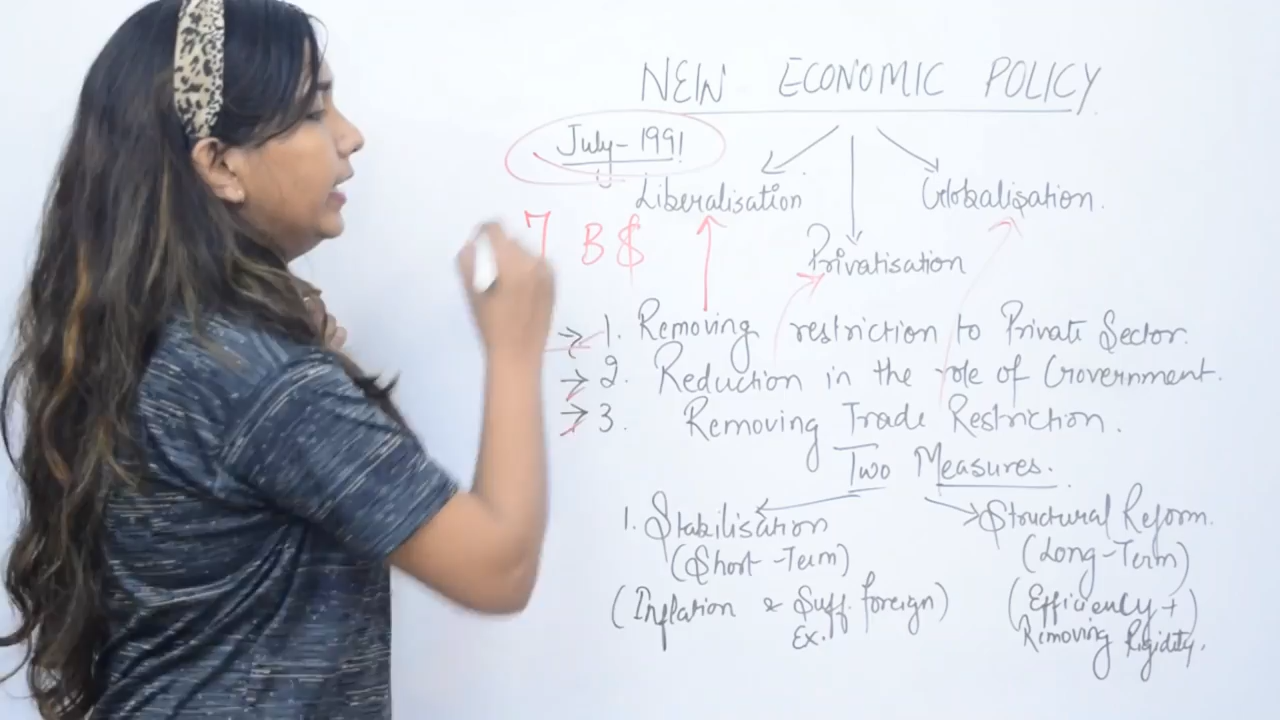 NEW ECONOMIC POLICY
July-1991
Liberalisation
Globalisation.
Privatisation
7 B $
1. Removing restriction to Private Sector.
2. Reduction in the role of Government.
3. Removing Trade Restriction.
Two Measures.
1. Stabilisation
(Short-Term)
(Inflation & Suff. foreign)
Ex.
Structural Reform.
(Long-Term)
(Efficiency +)
Removing Rigidity.